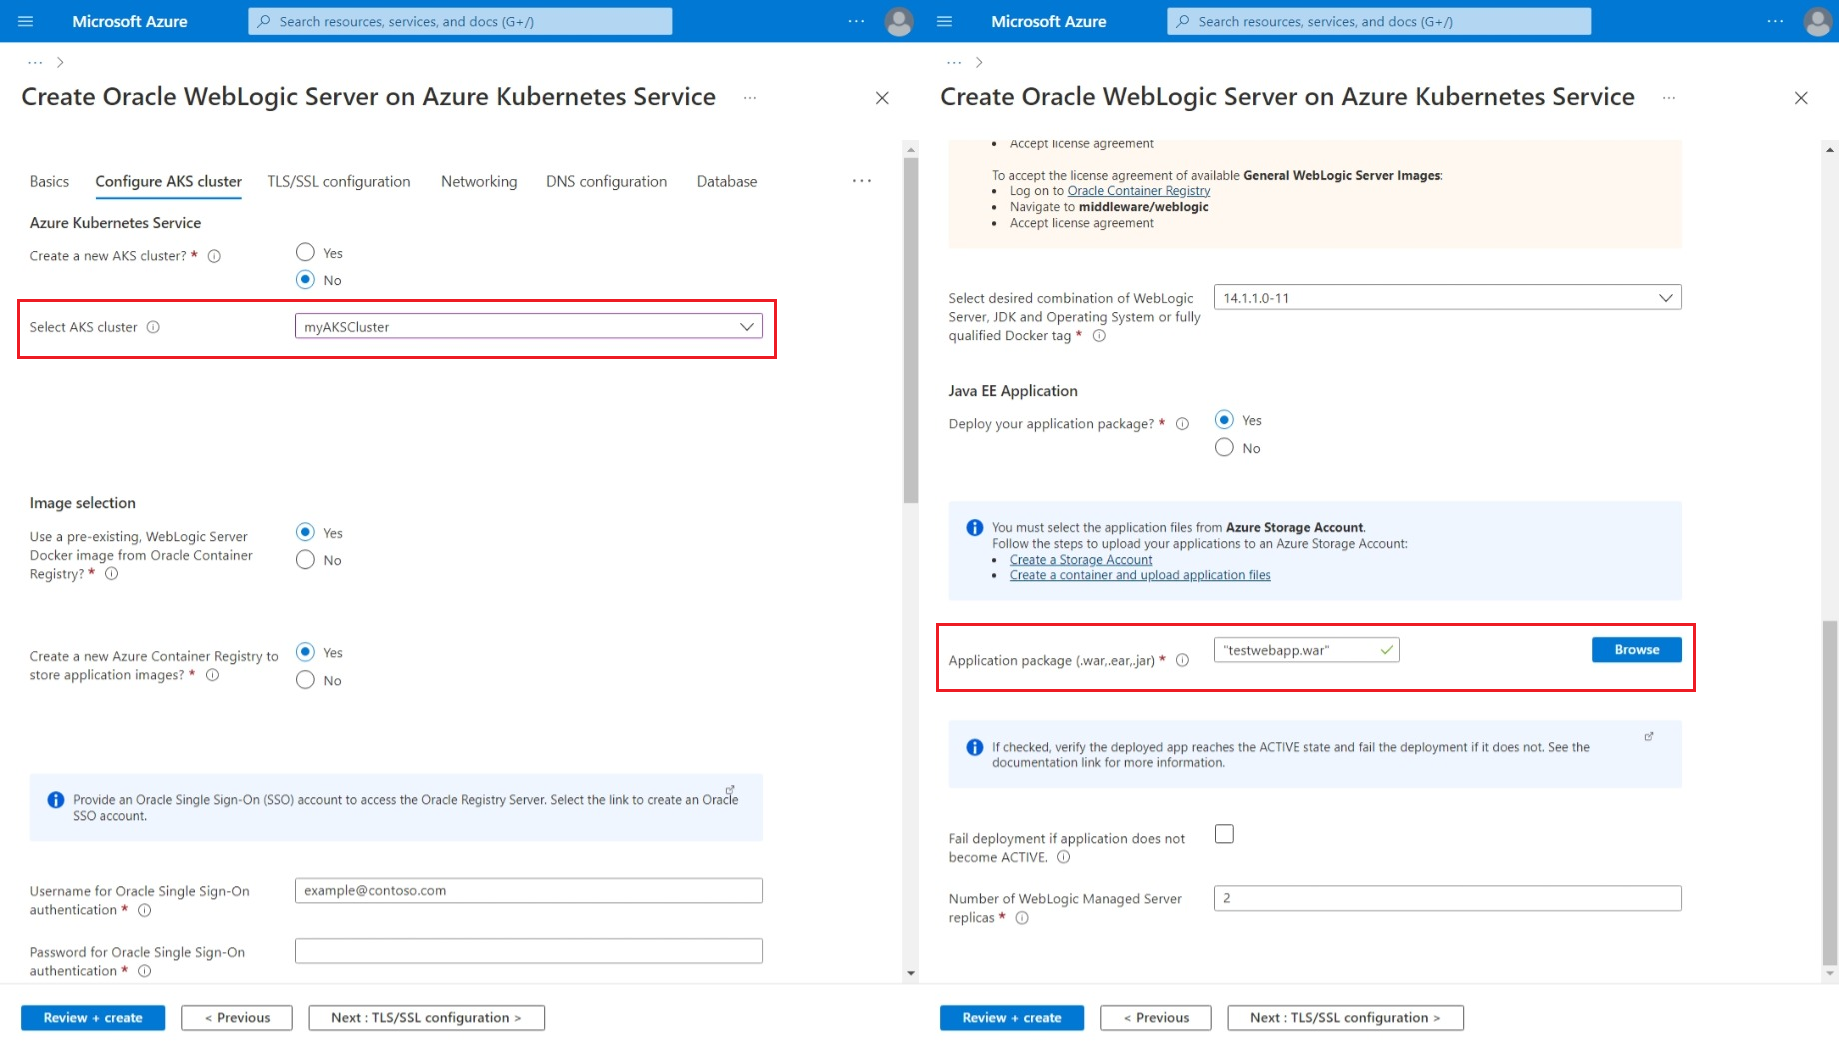 Microsoft Azure
Search resources, services, and docs (G+/)
...
... >
Create Oracle WebLogic Server on Azure Kubernetes Service ...
Basics Configure AKS cluster TLS/SSL configuration Networking DNS configuration Database ...
Azure Kubernetes Service
Create a new AKS cluster? *
Yes
No
Select AKS cluster
myAKSCluster
Image selection
Use a pre-existing, WebLogic Server
Docker image from Oracle Container
Registry? *
Yes
No
Create a new Azure Container Registry to
store application images? *
Yes
No
Provide an Oracle Single Sign-On (SSO) account to access the Oracle Registry Server. Select the link to create an Oracle
SSO account.
Username for Oracle Single Sign-On
authentication *
example@contoso.com
Password for Oracle Single Sign-On
authentication *
Review + create
< Previous
Next : TLS/SSL configuration >
Microsoft Azure
Search resources, services, and docs (G+/)
...
... >
Create Oracle WebLogic Server on Azure Kubernetes Service ...
• Accept license agreement
To accept the license agreement of available General WebLogic Server Images:
• Log on to Oracle Container Registry
• Navigate to middleware/weblogic
• Accept license agreement
Select desired combination of WebLogic
Server, JDK and Operating System or fully
qualified Docker tag *
14.1.1.0-11
Java EE Application
Deploy your application package? *
Yes
No
You must select the application files from Azure Storage Account.
Follow the steps to upload your applications to an Azure Storage Account:
• Create a Storage Account
• Create a container and upload application files
Application package (.war,.ear,.jar) *
"testwebapp.war"
Browse
If checked, verify the deployed app reaches the ACTIVE state and fail the deployment if it does not. See the
documentation link for more information.
Fail deployment if application does not
become ACTIVE.
Number of WebLogic Managed Server
replicas *
2
Review + create
< Previous
Next : TLS/SSL configuration >